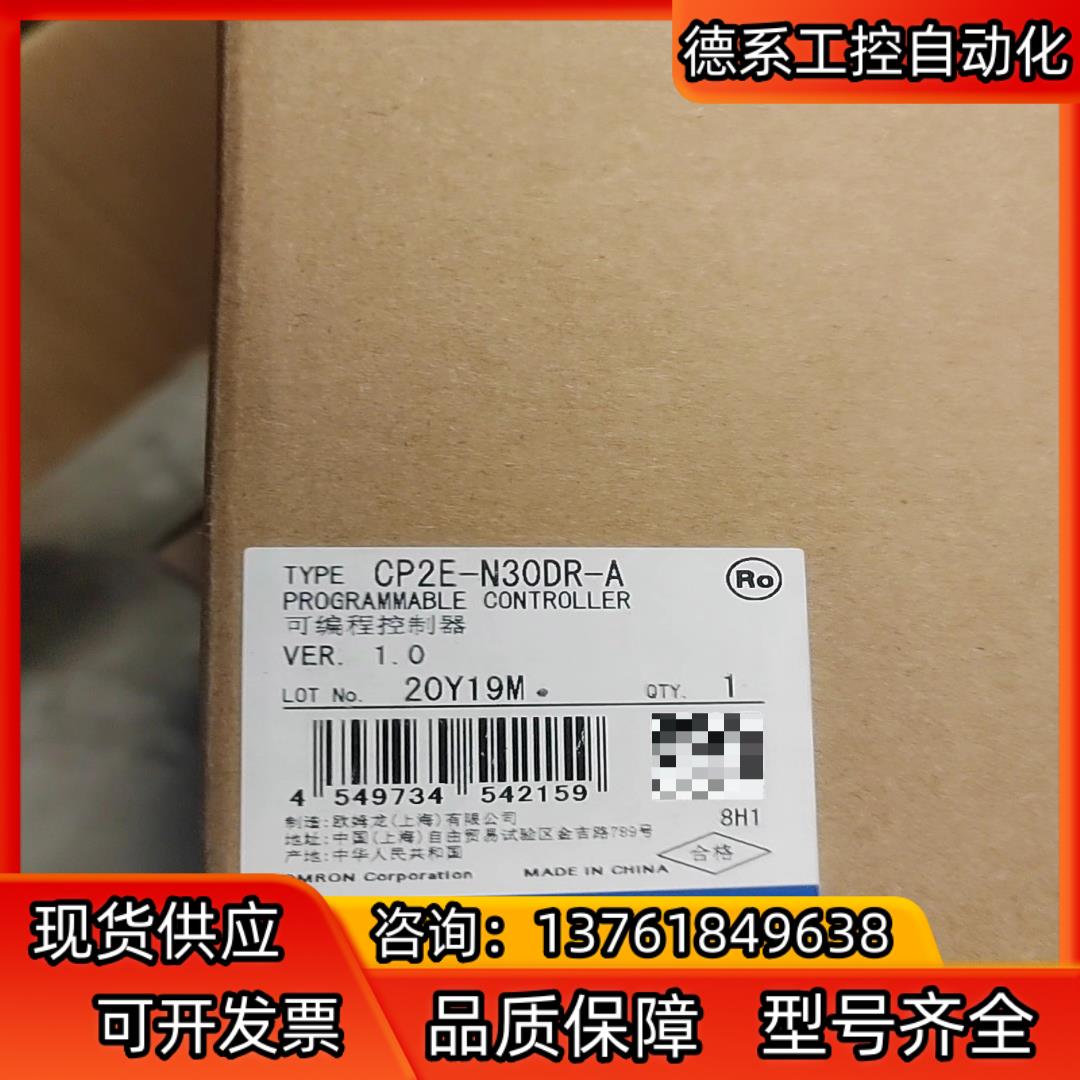 德系工控自动化
TYPE CP2E-N30DR-A
Ro
PROGRAMMABLE CONTROLLER
可编程控制器
VER. 1.0
LOT No. 20Y19M
QTY. 1
4 549734 542159
8H1
制造:欧姆龙(上海)有限公司
地址:中国(上海)自由贸易试验区金吉路789号
产地:中华人民共和国
合格
OMRON Corporation MADE IN CHINA
现货供应
咨询：13761849638
可开发票
品质保障
型号齐全